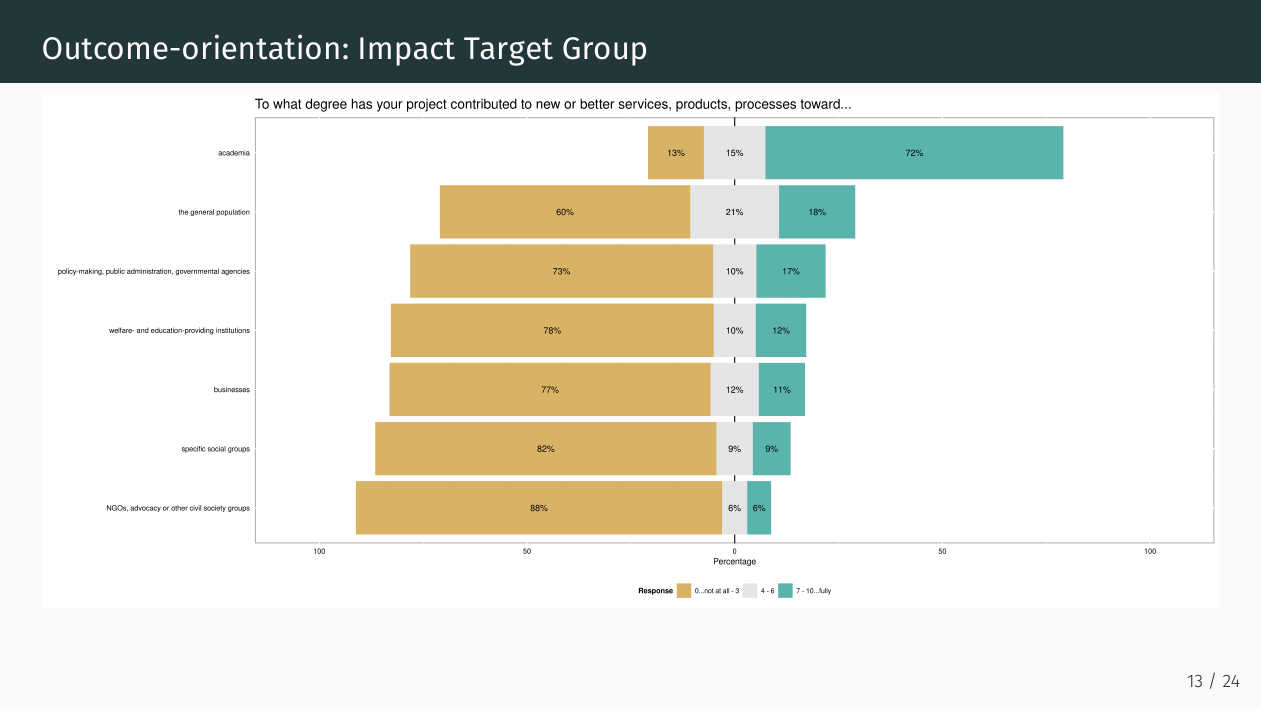 Outcome-orientation: Impact Target Group
To what degree has your project contributed to new or better services, products, processes toward...
academia 13% 15% 72%
the general population 60% 21% 18%
policy-making, public administration, governmental agencies 73% 10% 17%
welfare- and education-providing institutions 78% 10% 12%
businesses 77% 12% 11%
specific social groups 82% 9% 9%
NGOs, advocacy or other civil society groups 88% 6% 6%
100 50 0 50 100
Percentage
Response 0...not at all - 3 4 - 6 7 - 10...fully
13 / 24